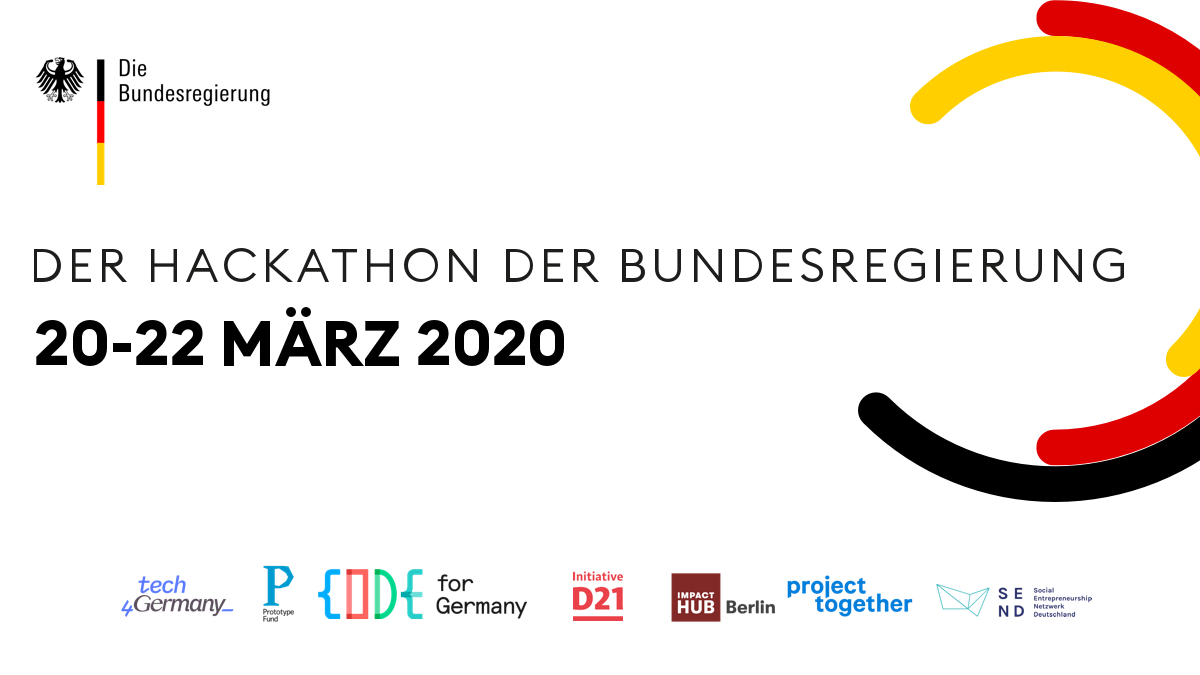 Die
Bundesregierung
DER HACKATHON DER BUNDESREGIERUNG
20-22 MÄRZ 2020
tech
4Germany_
P
Prototype
Fund
{CODE
for
Germany
Initiative
D21
IMPACT
HUB Berlin
project
together
SE
ND
Social
Entrepreneurship
Netzwerk
Deutschland